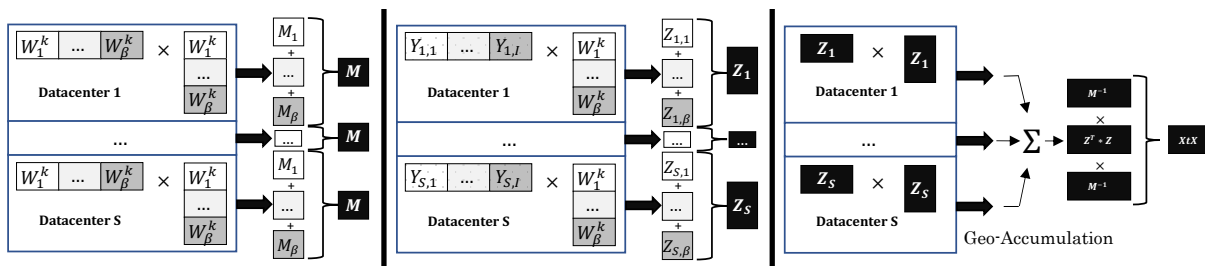 W_1^k ... W_β^k × W_1^k
...
W_β^k
Datacenter 1
M_1
+
...
+
M_β
M
...
...
M
W_1^k ... W_β^k × W_1^k
...
W_β^k
Datacenter S
M_1
+
...
+
M_β
M
Y_{1,1} ... Y_{1,I} × W_1^k
...
W_β^k
Datacenter 1
Z_{1,1}
+
...
+
Z_{1,β}
Z_1
...
...
...
Y_{S,1} ... Y_{S,I} × W_1^k
...
W_β^k
Datacenter S
Z_{S,1}
+
...
+
Z_{S,β}
Z_S
Z_1 × Z_1
Datacenter 1
...
Z_S × Z_S
Datacenter S
Σ
M^{-1}
×
Z^T * Z
×
M^{-1}
XtX
Geo-Accumulation